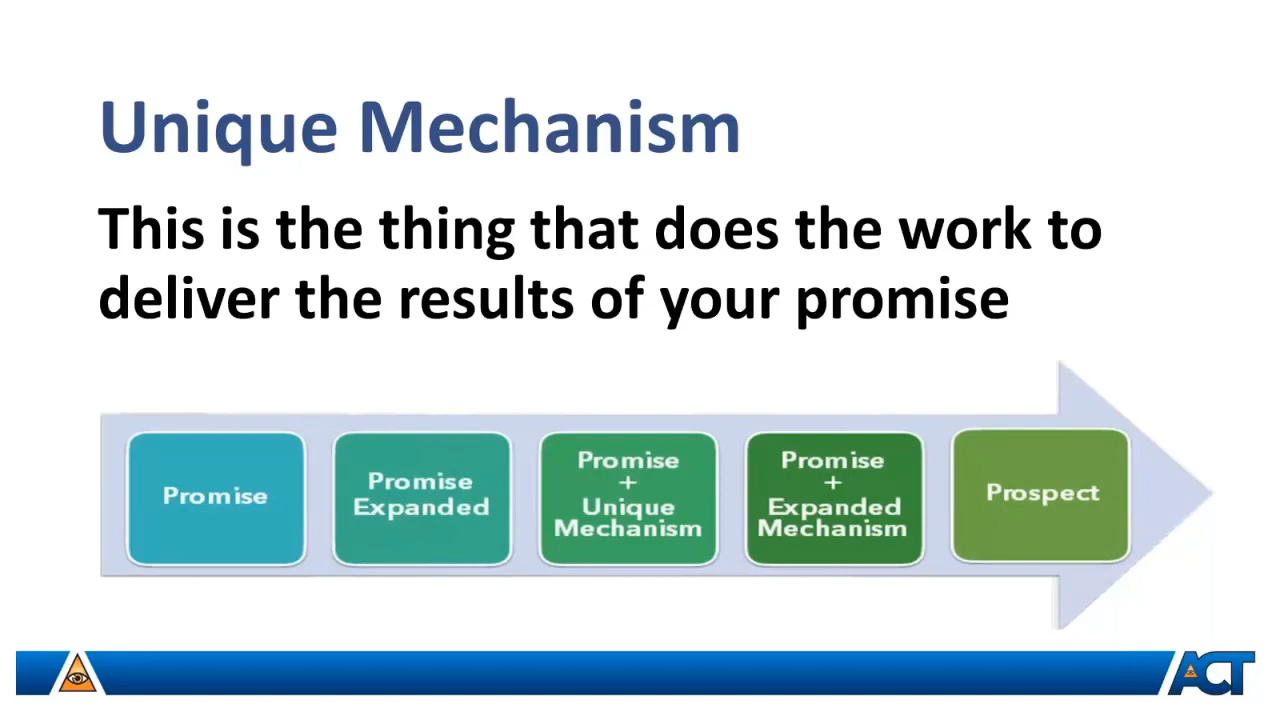 Unique Mechanism
This is the thing that does the work to
deliver the results of your promise
Promise
Promise
Expanded
Promise
+
Unique
Mechanism
Promise
+
Expanded
Mechanism
Prospect
ACT